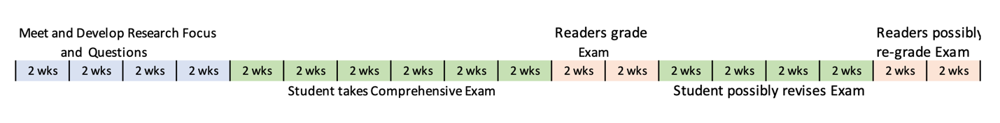 Meet and Develop Research Focus
and Questions
Readers grade
Exam
Readers possibly
re-grade Exam
2 wks 2 wks 2 wks 2 wks 2 wks 2 wks 2 wks 2 wks 2 wks 2 wks 2 wks 2 wks 2 wks 2 wks 2 wks 2 wks 2 wks 2 wks
Student takes Comprehensive Exam
Student possibly revises Exam